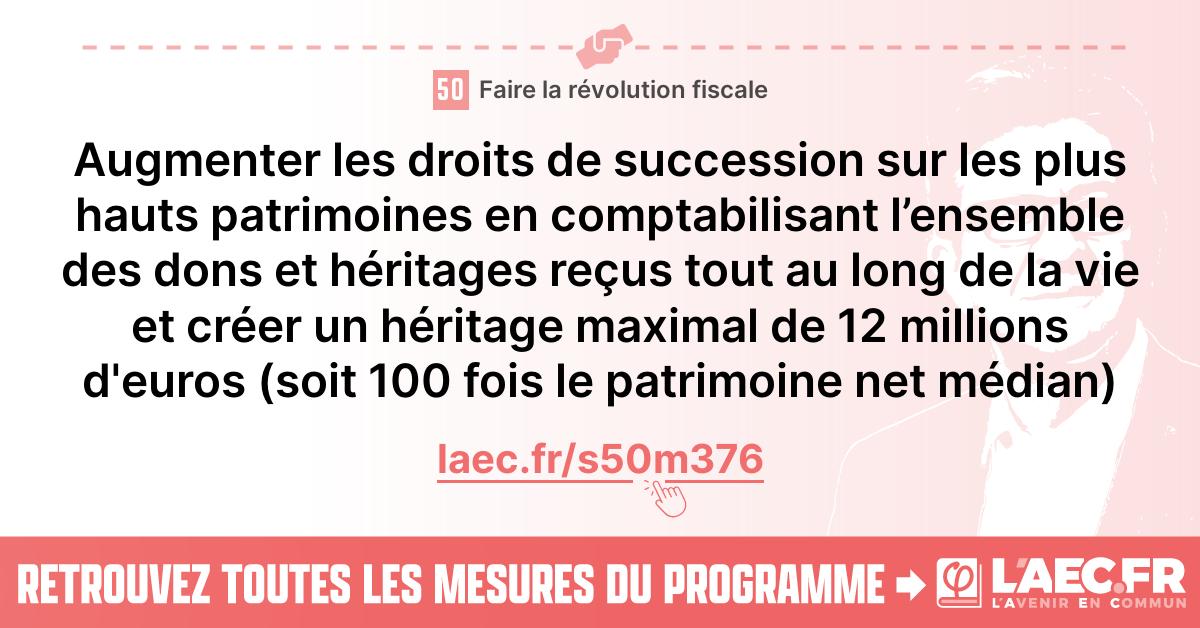 50 Faire la révolution fiscale
Augmenter les droits de succession sur les plus
hauts patrimoines en comptabilisant l’ensemble
des dons et héritages reçus tout au long de la vie
et créer un héritage maximal de 12 millions
d'euros (soit 100 fois le patrimoine net médian)
laec.fr/s50m376
RETROUVEZ TOUTES LES MESURES DU PROGRAMME
φ L'AEC.FR
L'AVENIR EN COMMUN